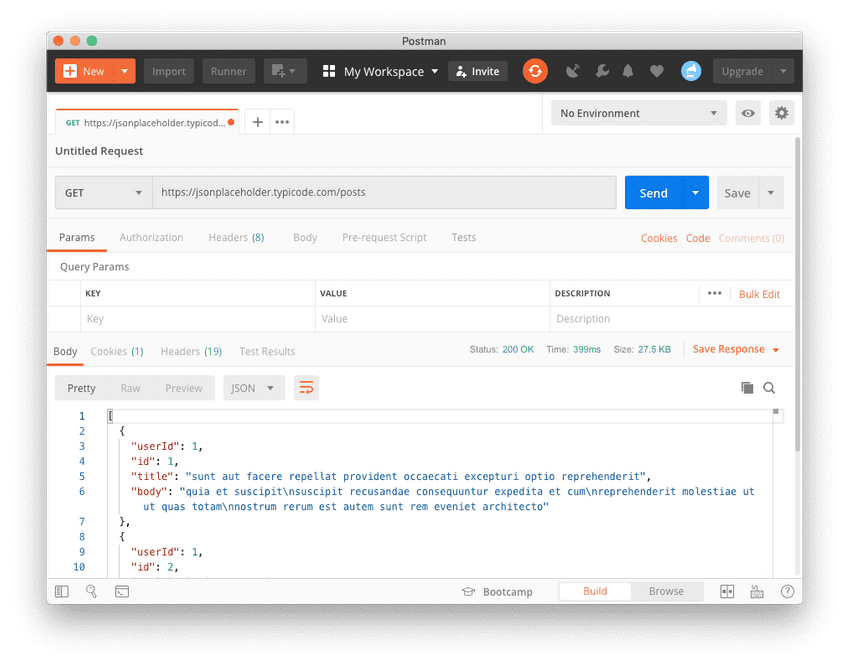 Postman
New
Import
Runner
My Workspace
Invite
Upgrade
GET https://jsonplaceholder.typicod...
No Environment
Untitled Request
GET
https://jsonplaceholder.typicode.com/posts
Send
Save
Params
Authorization
Headers (8)
Body
Pre-request Script
Tests
Cookies
Code
Comments (0)
Query Params
KEY
VALUE
DESCRIPTION
Bulk Edit
Key
Value
Description
Body
Cookies (1)
Headers (19)
Test Results
Status: 200 OK
Time: 399ms
Size: 27.5 KB
Save Response
Pretty
Raw
Preview
JSON
1 [
2 {
3 "userId": 1,
4 "id": 1,
5 "title": "sunt aut facere repellat provident occaecati excepturi optio reprehenderit",
6 "body": "quia et suscipit\nsuscipit recusandae consequuntur expedita et cum\nreprehenderit molestiae ut
ut quas totam\nnostrum rerum est autem sunt rem eveniet architecto"
7 },
8 {
9 "userId": 1,
10 "id": 2,
Bootcamp
Build
Browse